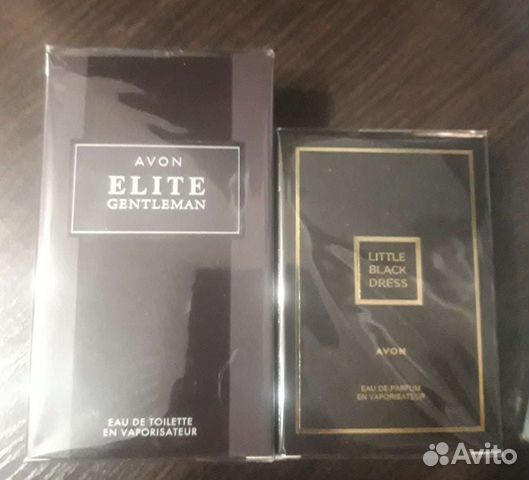 AVON
ELITE
GENTLEMAN
EAU DE TOILETTE
EN VAPORISATEUR
LITTLE
BLACK
DRESS
AVON
EAU DE PARFUM
EN VAPORISATEUR
Avito